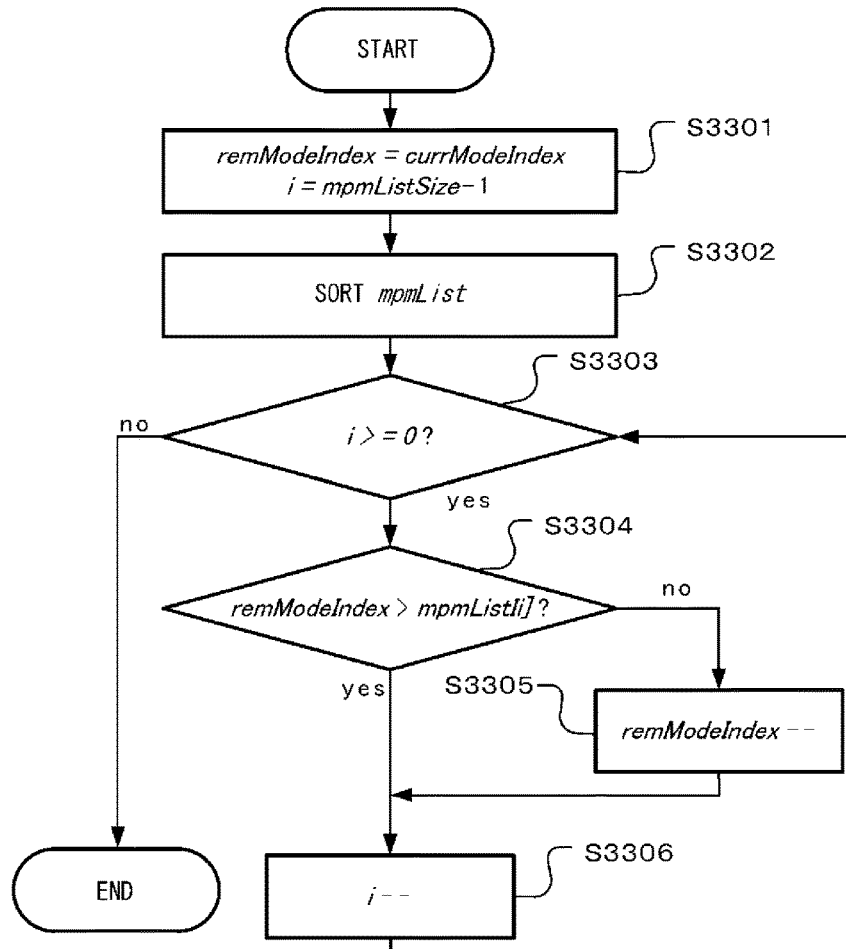 START
remModeIndex = currModeIndex
i = mpmListSize-1
S3301
SORT mpmList
S3302
S3303
i > = 0?
no
yes
S3304
remModeIndex > mpmList[i]?
no
yes
S3305
remModeIndex --
S3306
i --
END